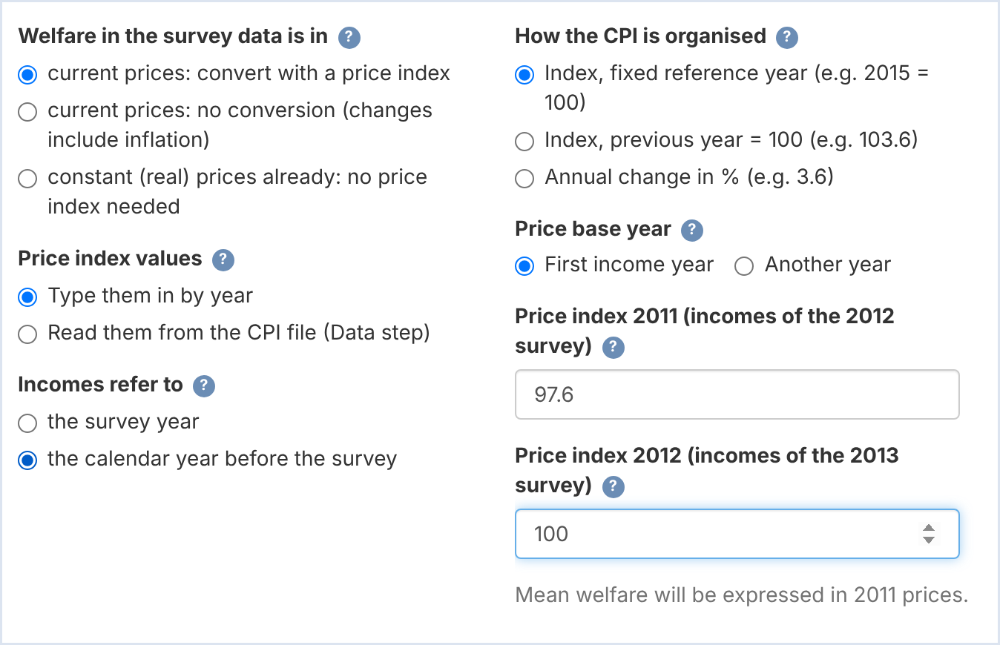 Welfare in the survey data is in ?
current prices: convert with a price index
current prices: no conversion (changes
include inflation)
constant (real) prices already: no price
index needed
Price index values ?
Type them in by year
Read them from the CPI file (Data step)
Incomes refer to ?
the survey year
the calendar year before the survey
How the CPI is organised ?
Index, fixed reference year (e.g. 2015 =
100)
Index, previous year = 100 (e.g. 103.6)
Annual change in % (e.g. 3.6)
Price base year ?
First income year Another year
Price index 2011 (incomes of the 2012
survey) ?
97.6
Price index 2012 (incomes of the 2013
survey) ?
100
Mean welfare will be expressed in 2011 prices.